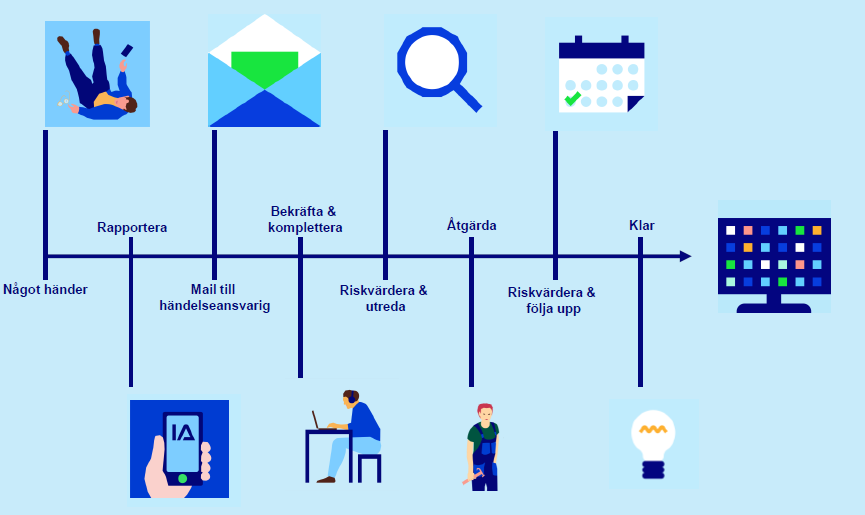 Något händer
Rapportera
Mail till
händelseansvarig
Bekräfta &
komplettera
Riskvärdera &
utreda
Åtgärda
Riskvärdera &
följa upp
Klar
IA